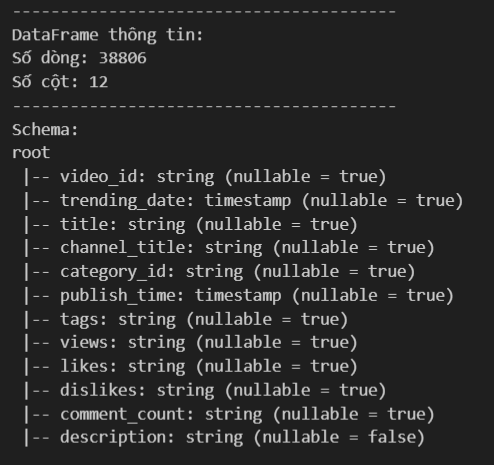 ----------------------------------------
DataFrame thông tin:
Số dòng: 38806
Số cột: 12
----------------------------------------
Schema:
root
 |-- video_id: string (nullable = true)
 |-- trending_date: timestamp (nullable = true)
 |-- title: string (nullable = true)
 |-- channel_title: string (nullable = true)
 |-- category_id: string (nullable = true)
 |-- publish_time: timestamp (nullable = true)
 |-- tags: string (nullable = true)
 |-- views: string (nullable = true)
 |-- likes: string (nullable = true)
 |-- dislikes: string (nullable = true)
 |-- comment_count: string (nullable = true)
 |-- description: string (nullable = false)